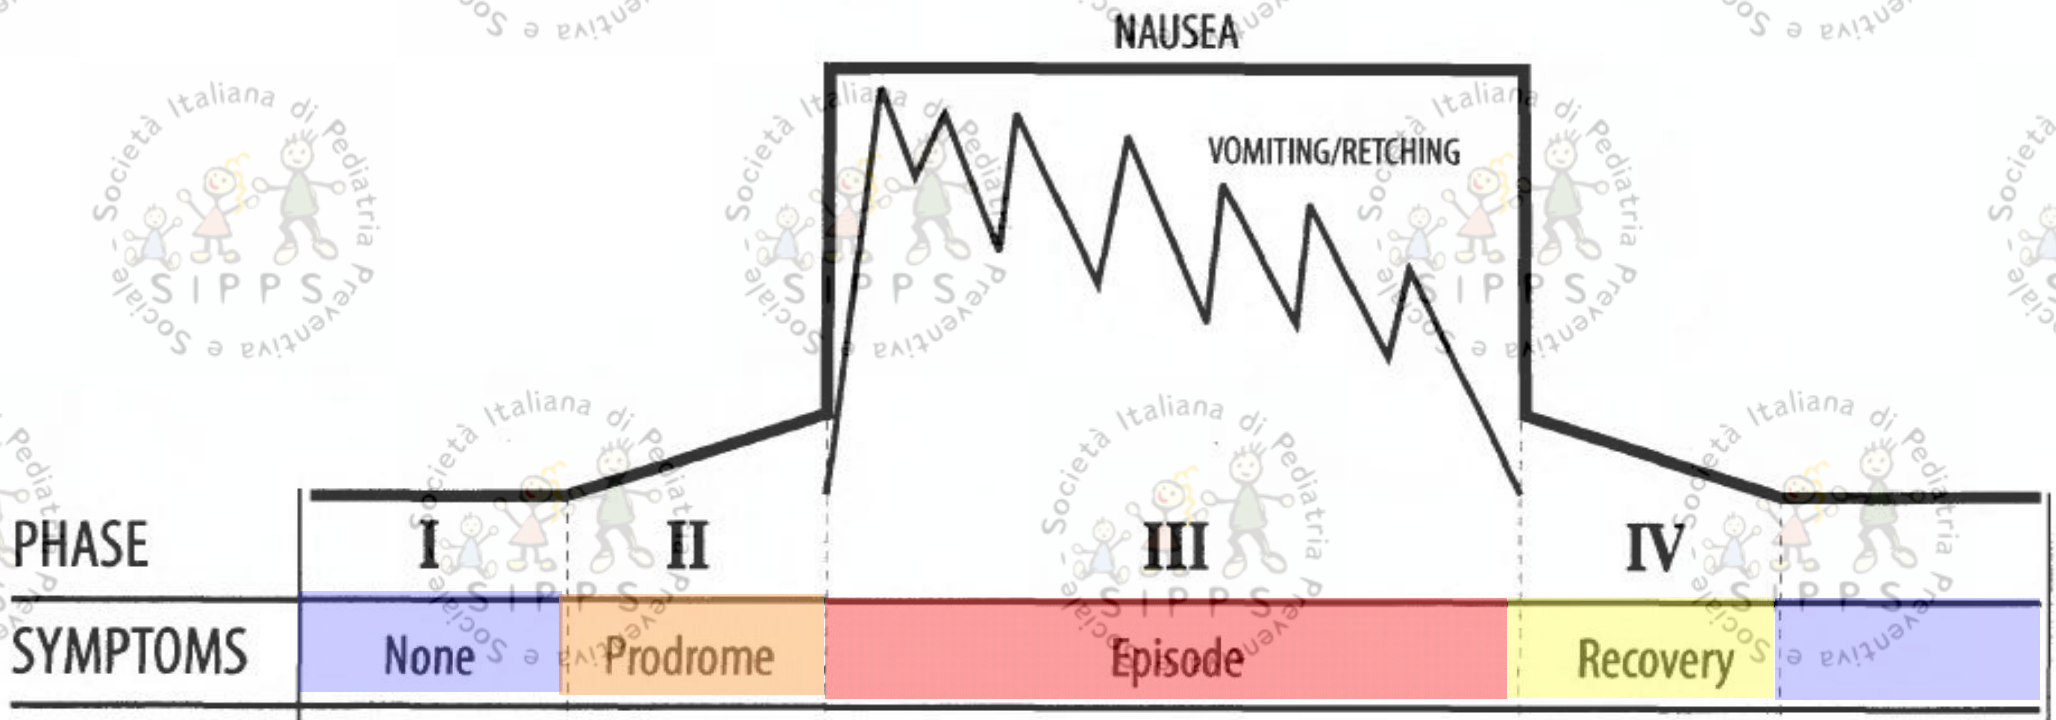 NAUSEA
VOMITING/RETCHING
PHASE I II III IV
SYMPTOMS None Prodrome Episode Recovery
Società Italiana di Pediatria Preventiva e Sociale -
SIPPS